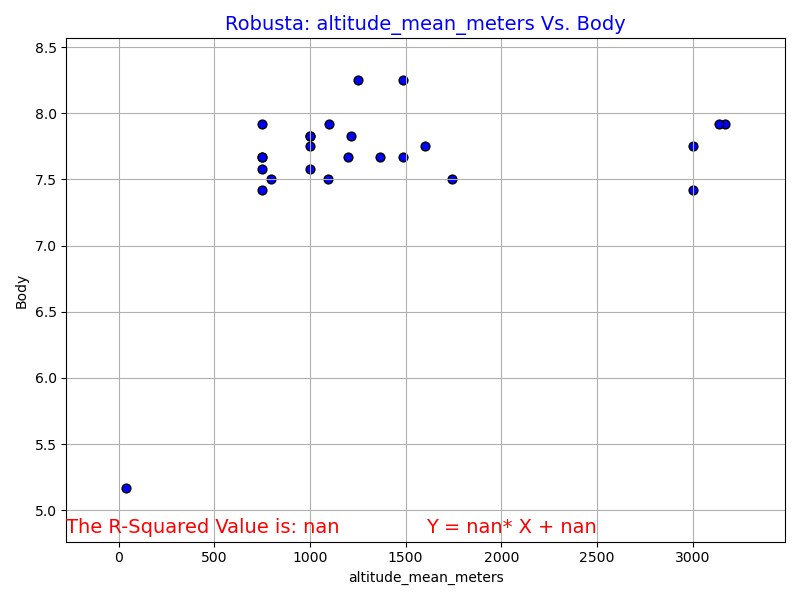 Robusta: altitude_mean_meters Vs. Body
8.5
8.0
7.5
7.0
6.5
6.0
5.5
5.0
Body
The R-Squared Value is: nan
Y = nan* X + nan
0 500 1000 1500 2000 2500 3000
altitude_mean_meters